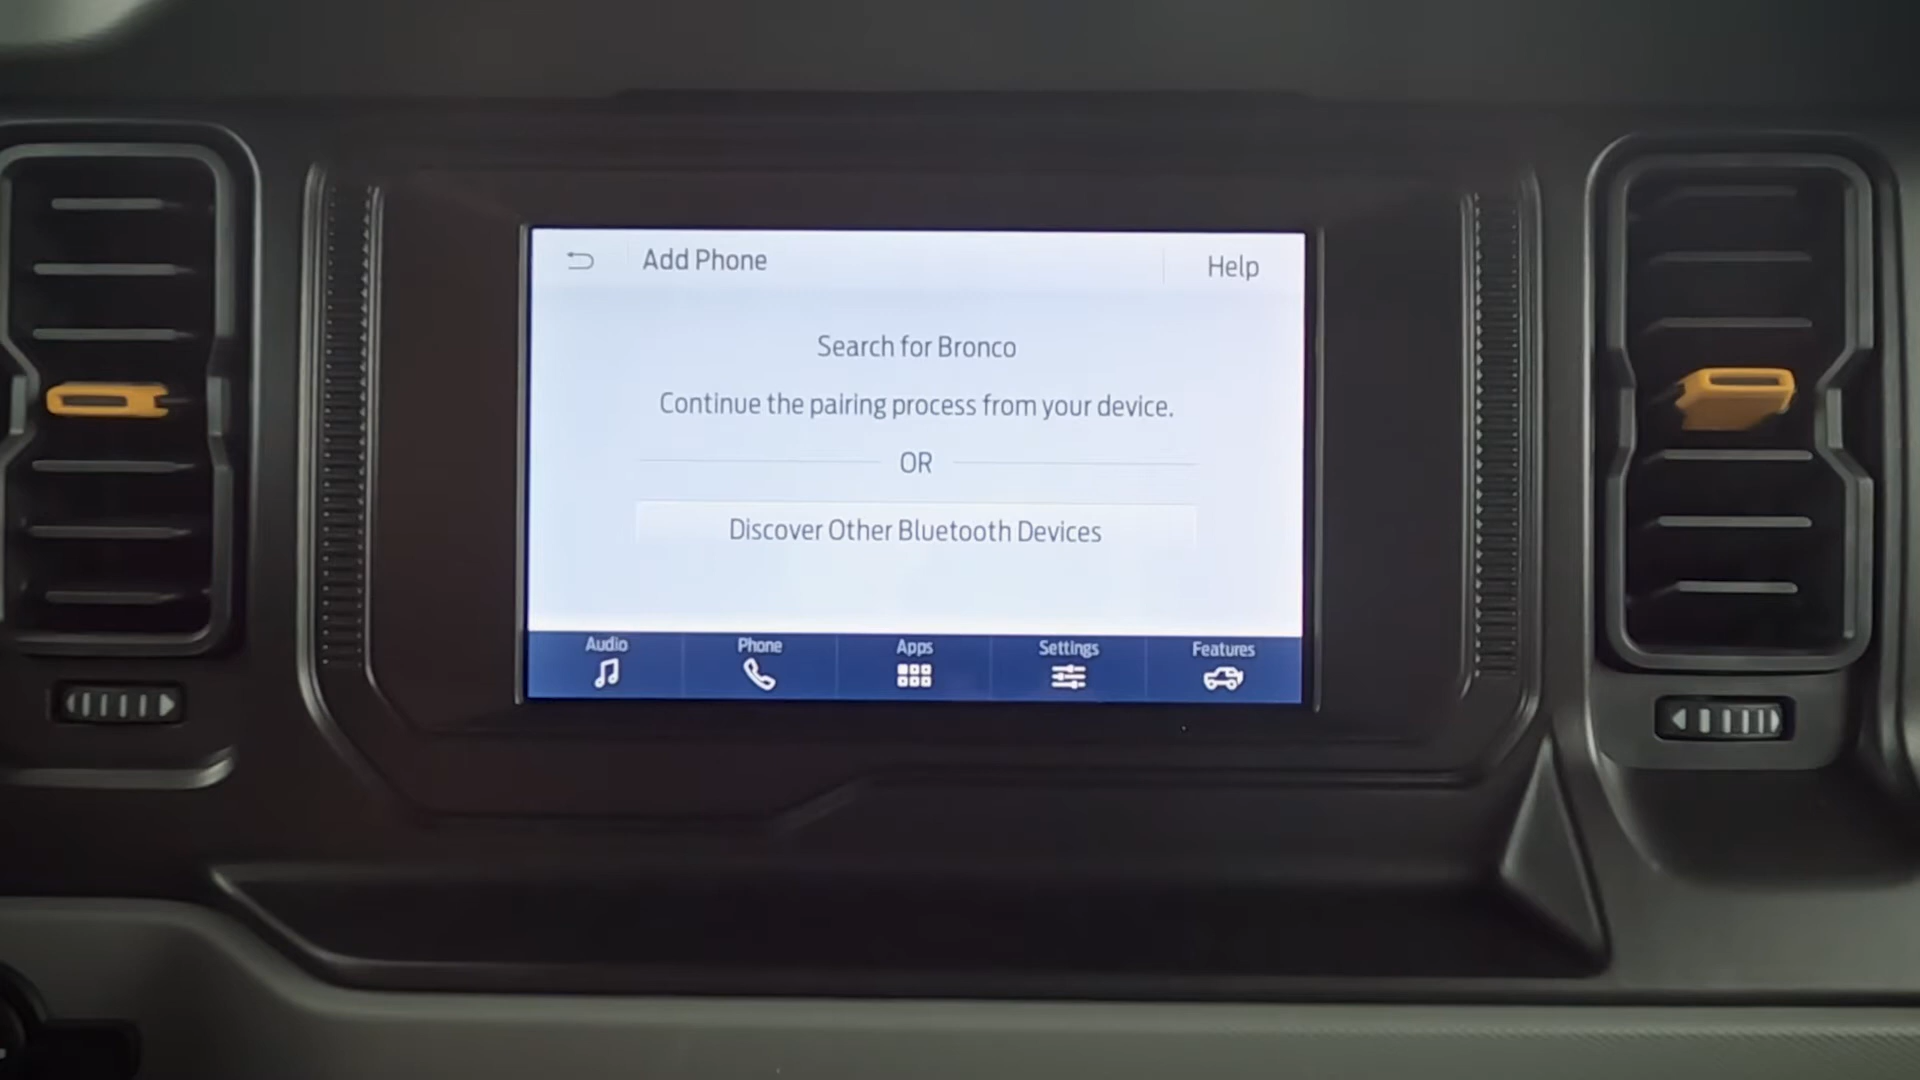 Add Phone
Help
Search for Bronco
Continue the pairing process from your device.
OR
Discover Other Bluetooth Devices
Audio
Phone
Apps
Settings
Features